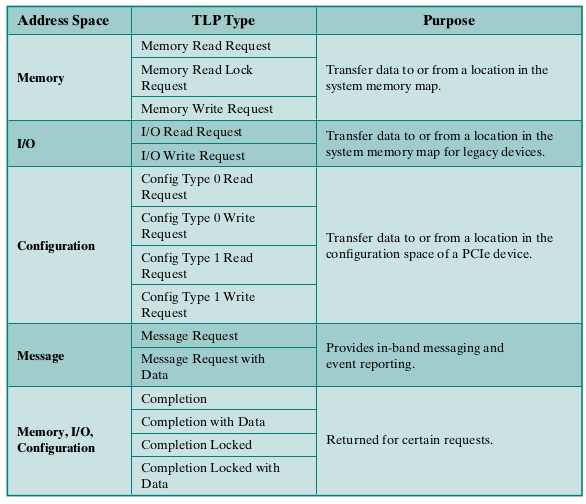 Address Space TLP Type Purpose
Memory
Memory Read Request
Memory Read Lock
Request
Memory Write Request
Transfer data to or from a location in the
system memory map.
I/O
I/O Read Request
I/O Write Request
Transfer data to or from a location in the
system memory map for legacy devices.
Configuration
Config Type 0 Read
Request
Config Type 0 Write
Request
Config Type 1 Read
Request
Config Type 1 Write
Request
Transfer data to or from a location in the
configuration space of a PCIe device.
Message
Message Request
Message Request with
Data
Provides in-band messaging and
event reporting.
Memory, I/O,
Configuration
Completion
Completion with Data
Completion Locked
Completion Locked with
Data
Returned for certain requests.